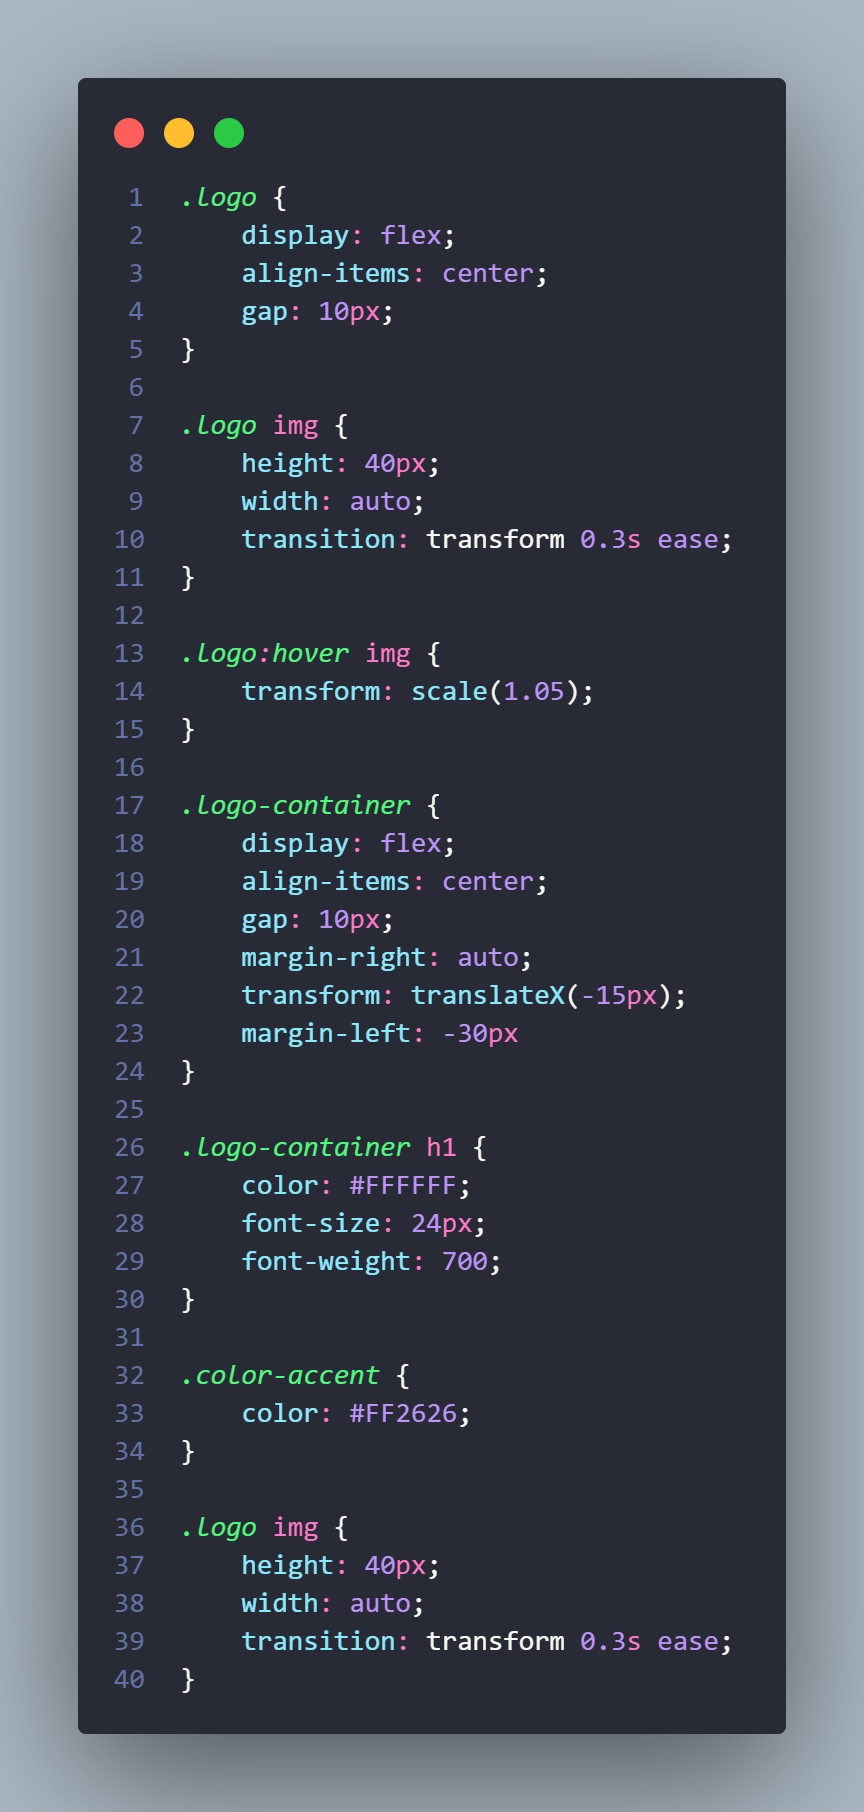 1 .logo {
2     display: flex;
3     align-items: center;
4     gap: 10px;
5 }
6
7 .logo img {
8     height: 40px;
9     width: auto;
10     transition: transform 0.3s ease;
11 }
12
13 .logo:hover img {
14     transform: scale(1.05);
15 }
16
17 .logo-container {
18     display: flex;
19     align-items: center;
20     gap: 10px;
21     margin-right: auto;
22     transform: translateX(-15px);
23     margin-left: -30px
24 }
25
26 .logo-container h1 {
27     color: #FFFFFF;
28     font-size: 24px;
29     font-weight: 700;
30 }
31
32 .color-accent {
33     color: #FF2626;
34 }
35
36 .logo img {
37     height: 40px;
38     width: auto;
39     transition: transform 0.3s ease;
40 }